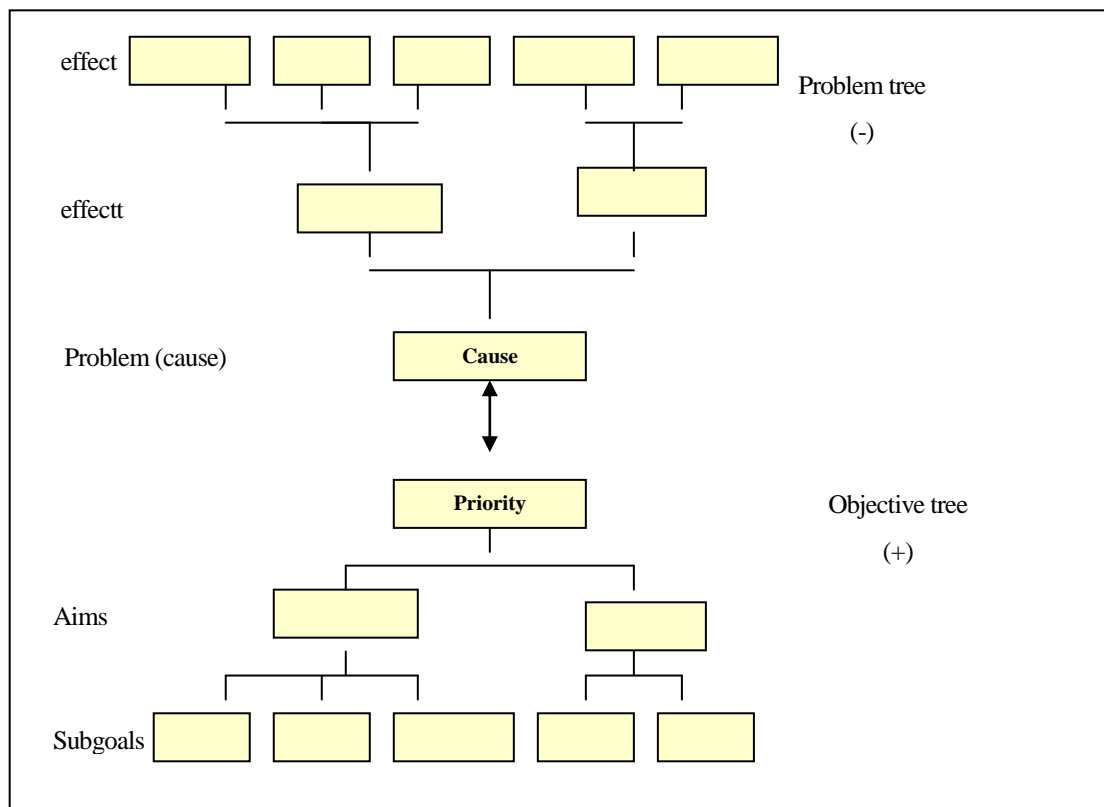 effect
Problem tree
(-)
effectt
Problem (cause)
Cause
Priority
Objective tree
(+)
Aims
Subgoals